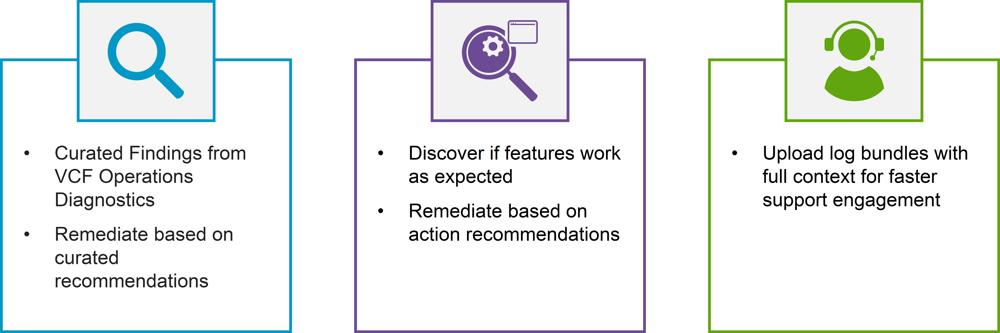 • Curated Findings from
VCF Operations
Diagnostics
• Remediate based on
curated
recommendations
• Discover if features work
as expected
• Remediate based on
action recommendations
• Upload log bundles with
full context for faster
support engagement